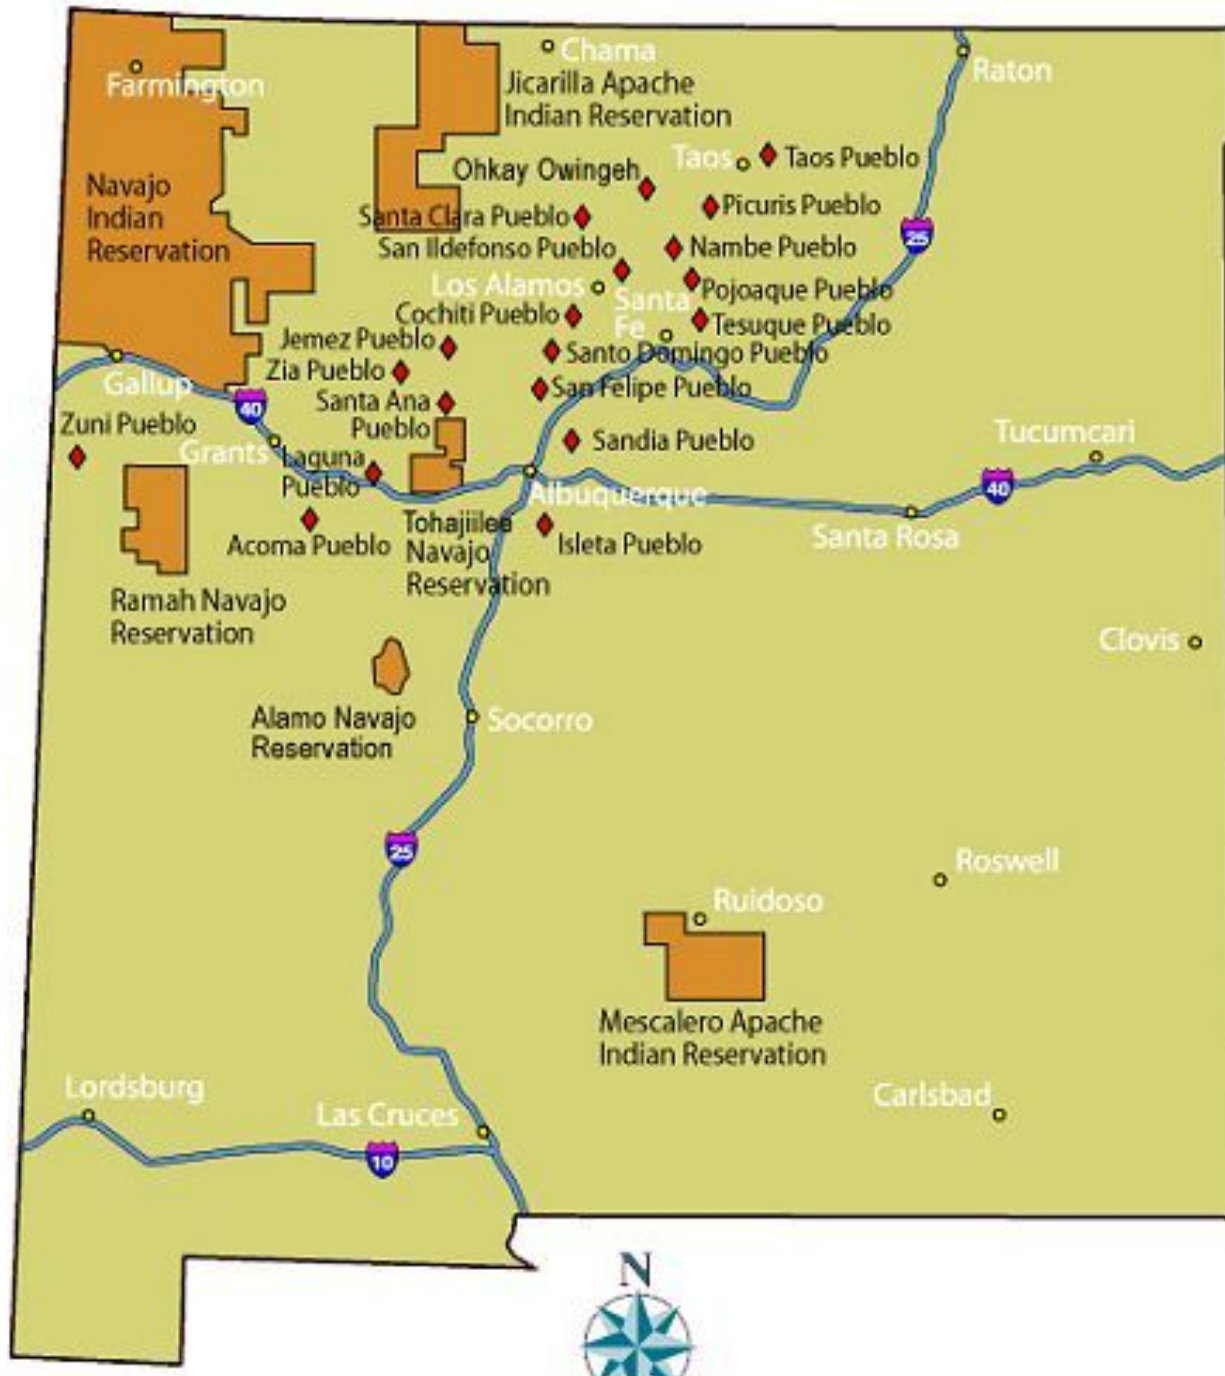 Chama
Farmington
Raton
Jicarilla Apache
Indian Reservation
Taos
Taos Pueblo
Ohkay Owingeh
Navajo
Indian
Reservation
Picuris Pueblo
Santa Clara Pueblo
San Ildefonso Pueblo
Nambe Pueblo
25
Los Alamos
Pojoaque Pueblo
Santa
Fe
Cochiti Pueblo
Tesuque Pueblo
Jemez Pueblo
Santo Domingo Pueblo
Zia Pueblo
Gallup
San Felipe Pueblo
Santa Ana
Pueblo
40
Zuni Pueblo
Grants
Laguna
Pueblo
Sandia Pueblo
Tucumcari
40
Albuquerque
Tohajiilee
Navajo
Reservation
Isleta Pueblo
Santa Rosa
Acoma Pueblo
Ramah Navajo
Reservation
Clovis
Alamo Navajo
Reservation
Socorro
25
Roswell
Ruidoso
Mescalero Apache
Indian Reservation
Lordsburg
Las Cruces
Carlsbad
10
N